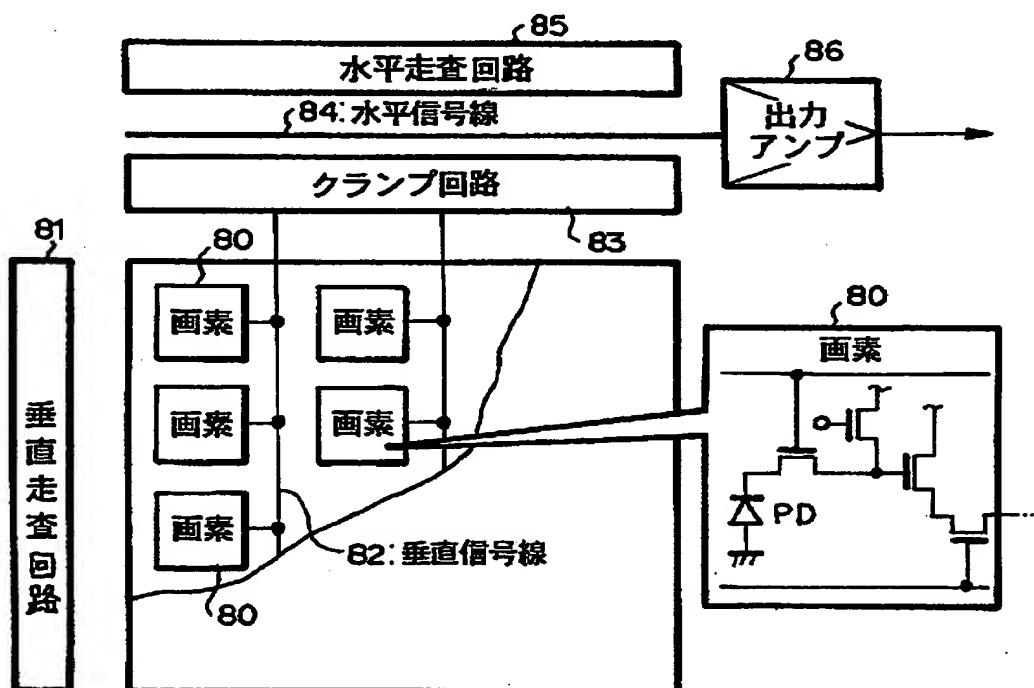 85
水平走査回路
86
84:水平信号線
出力
アンプ
クランプ回路
83
81
80
画素
画素
80
画素
画素
画素
垂直走査回路
PD
画素
82:垂直信号線
80